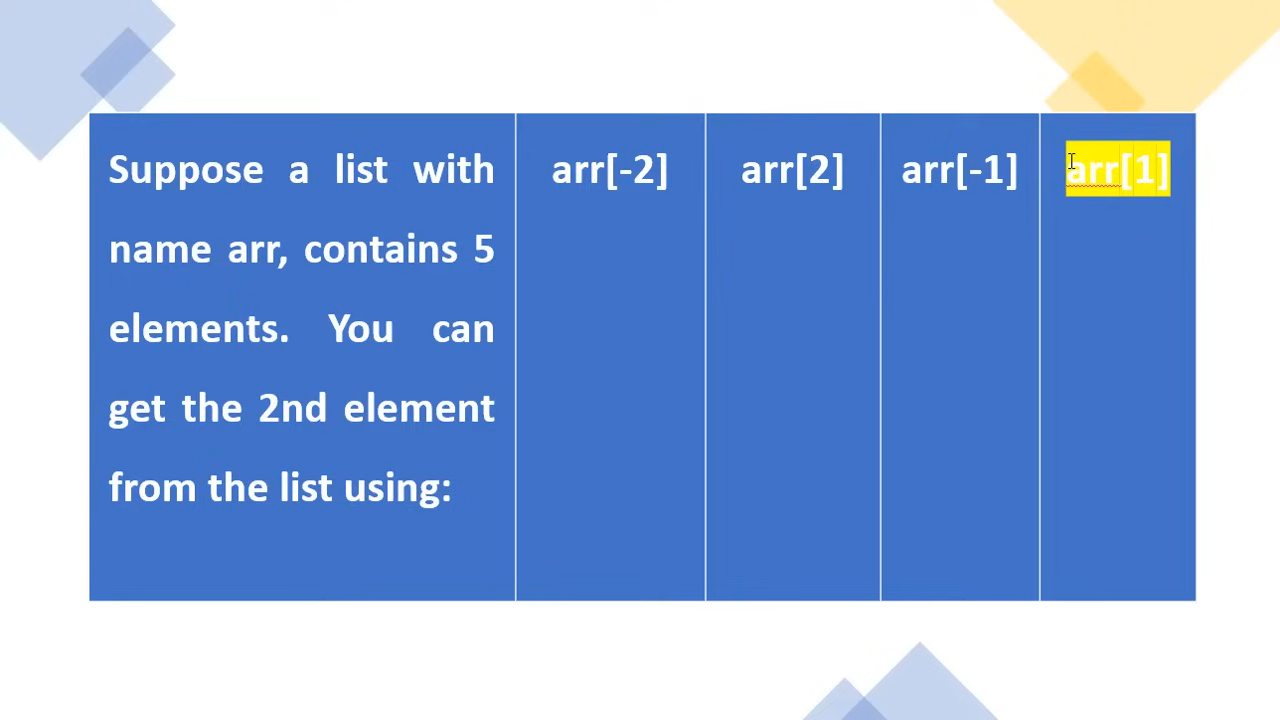 Suppose a list with
name arr, contains 5
elements. You can
get the 2nd element
from the list using:
arr[-2]
arr[2]
arr[-1]
arr[1]